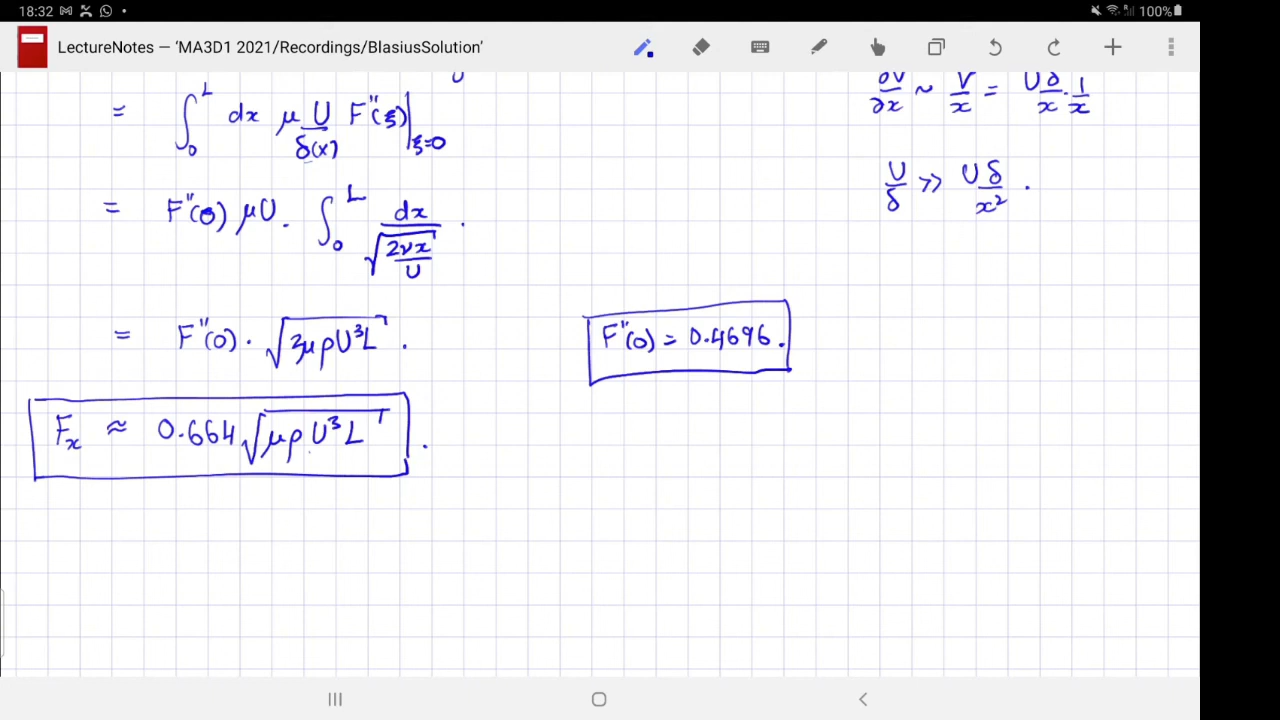 18:32 100%
LectureNotes — ‘MA3D1 2021/Recordings/BlasiusSolution’
= ∫₀ᴸ dx μ U/δ(x) F''(ξ)|ξ=0
∂V/∂x ~ V/x = Uδ/x · 1/x
= F''(0) μU · ∫₀ᴸ dx/√(2νx/U) .
U/δ >> Uδ/x² .
= F''(0) · √(2μρU³L) .
F''(0) = 0.4696 .
Fₓ ≈ 0.664 √(μρU³L) .